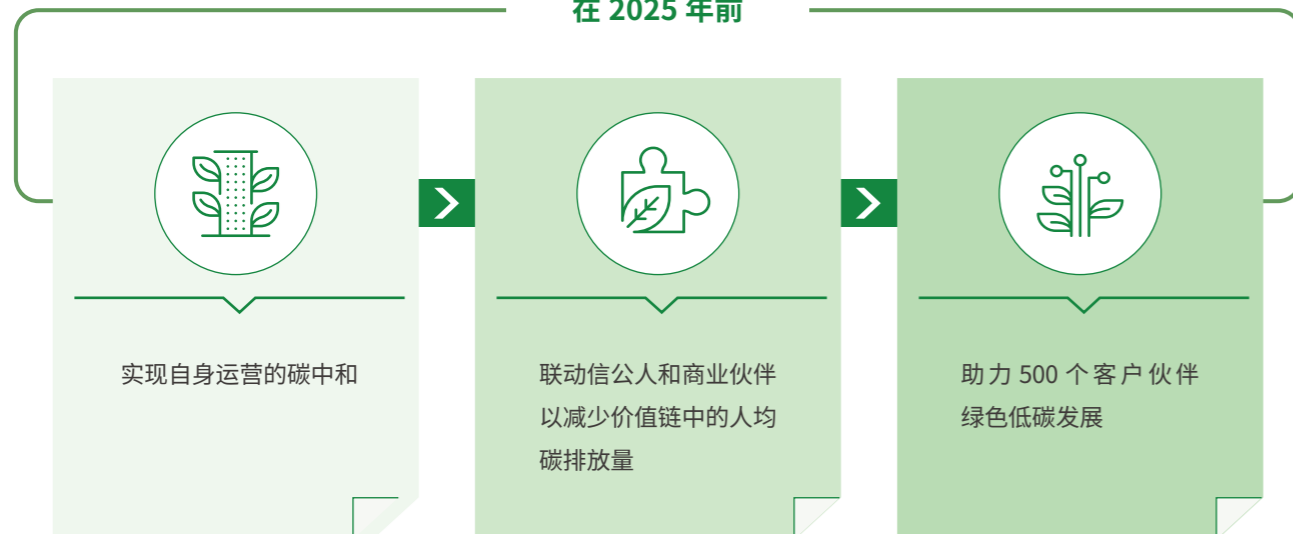 在 2025 年前
实现自身运营的碳中和
联动信公人和商业伙伴
以减少价值链中的人均
碳排放量
助力 500 个客户伙伴
绿色低碳发展